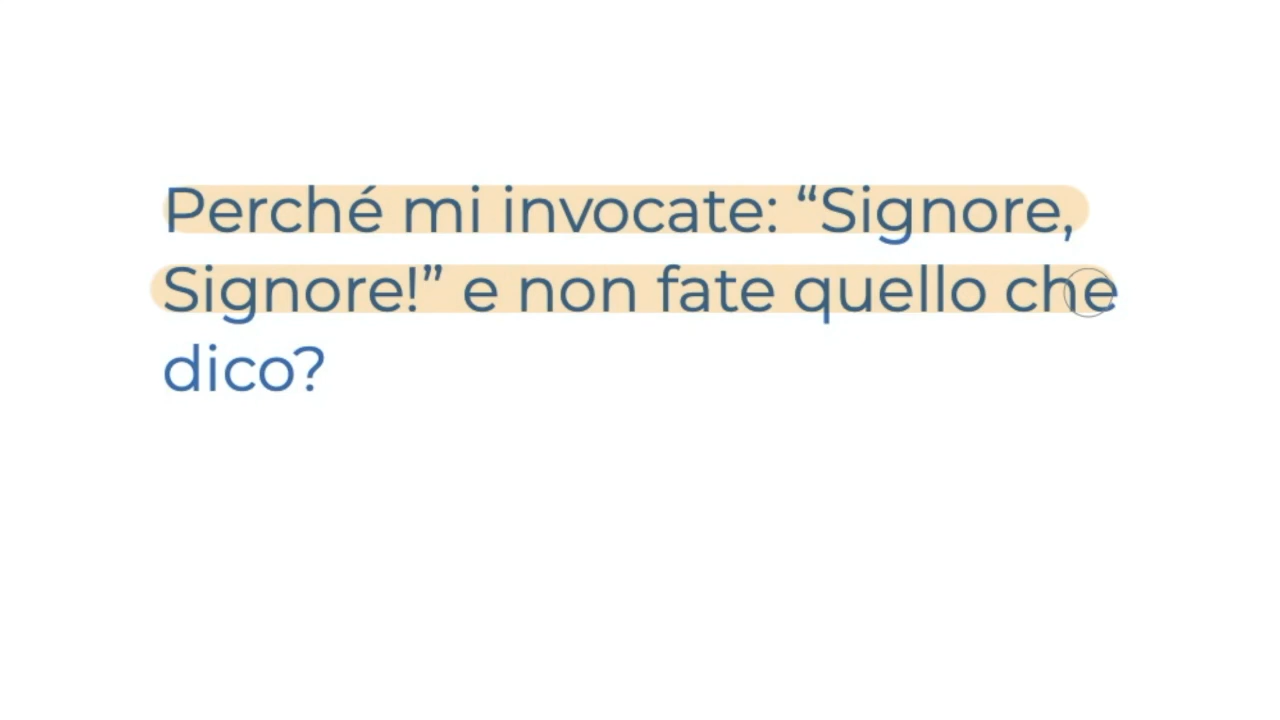 Perché mi invocate: “Signore,
Signore!” e non fate quello che
dico?